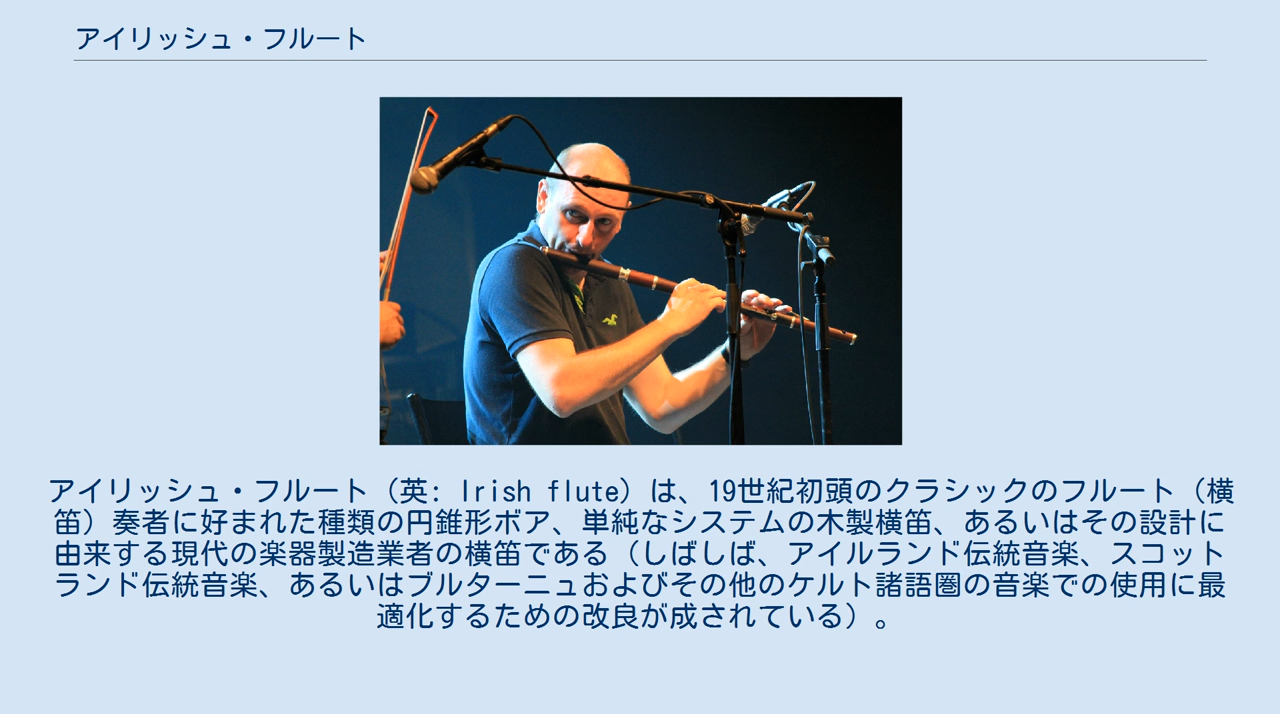 アイリッシュ・フルート
アイリッシュ・フルート（英: Irish flute）は、19世紀初頭のクラシックのフルート（横
笛）奏者に好まれた種類の円錐形ボア、単純なシステムの木製横笛、あるいはその設計に
由来する現代の楽器製造業者の横笛である（しばしば、アイルランド伝統音楽、スコット
ランド伝統音楽、あるいはブルターニュおよびその他のケルト諸語圏の音楽での使用に最
適化するための改良が成されている）。